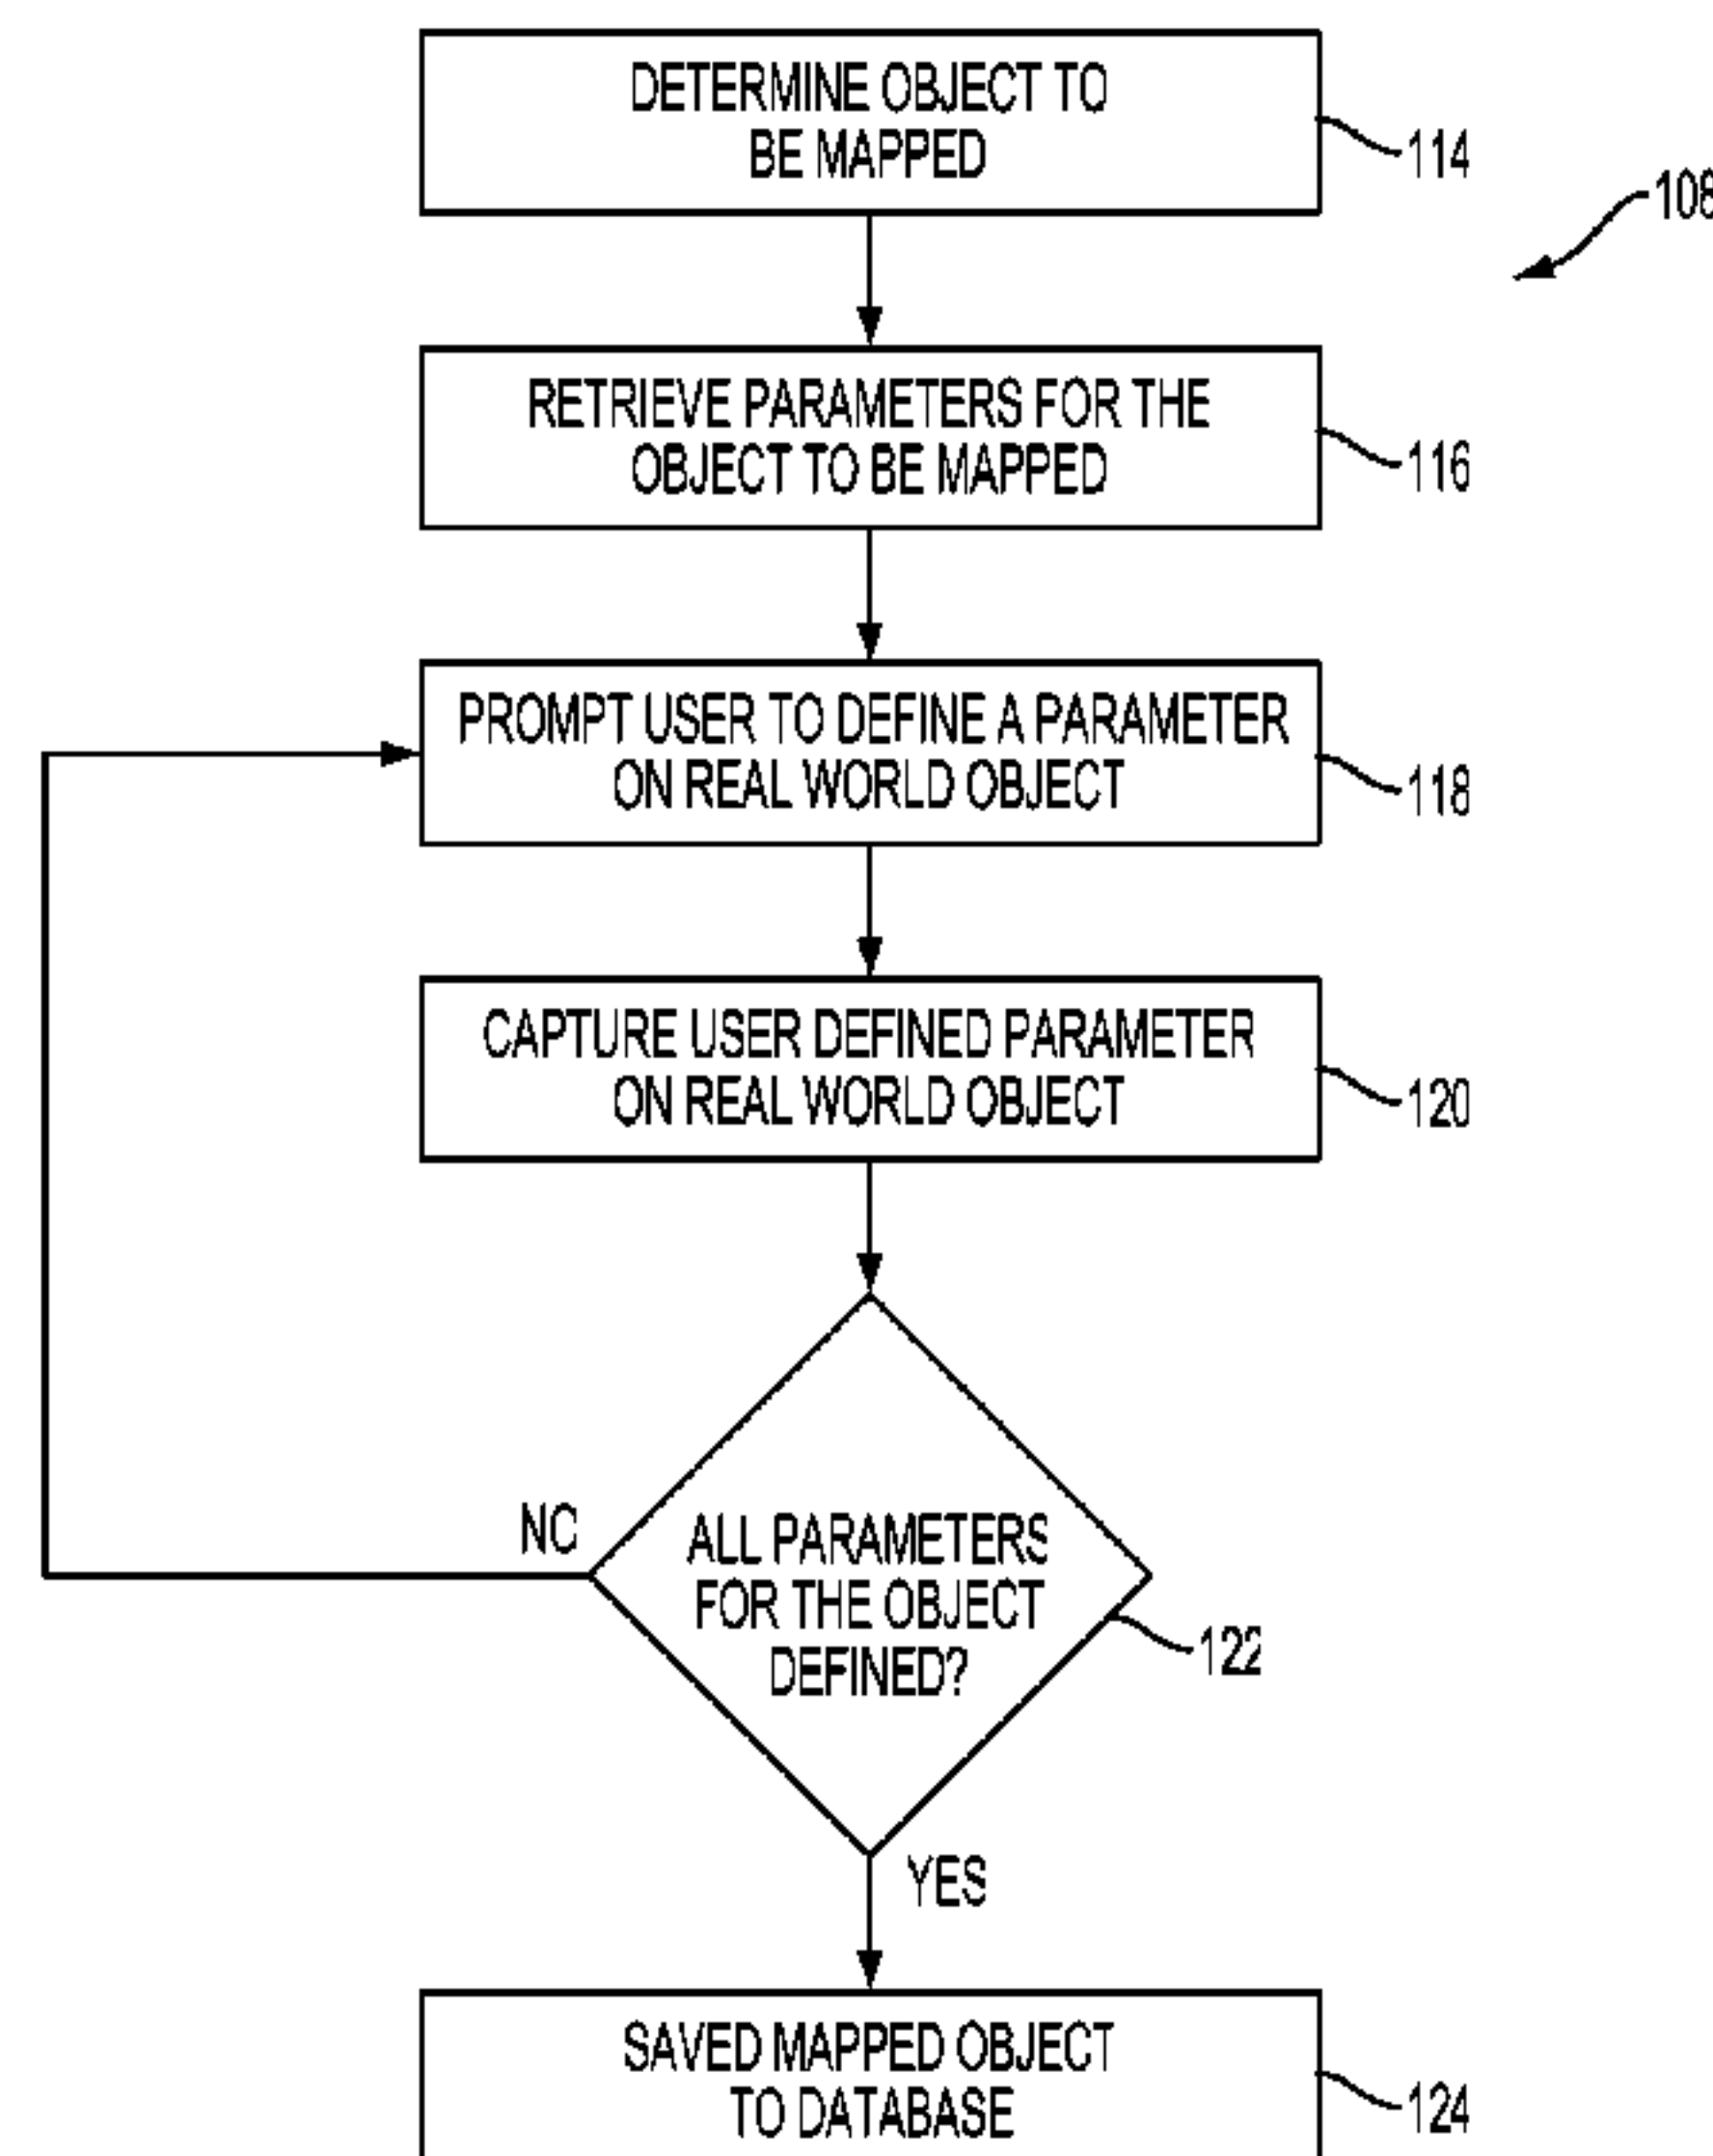 DETERMINE OBJECT TO
BE MAPPED
114
108
RETRIEVE PARAMETERS FOR THE
OBJECT TO BE MAPPED
116
PROMPT USER TO DEFINE A PARAMETER
ON REAL WORLD OBJECT
118
CAPTURE USER DEFINED PARAMETER
ON REAL WORLD OBJECT
120
NO
ALL PARAMETERS
FOR THE OBJECT
DEFINED?
122
YES
SAVED MAPPED OBJECT
TO DATABASE
124